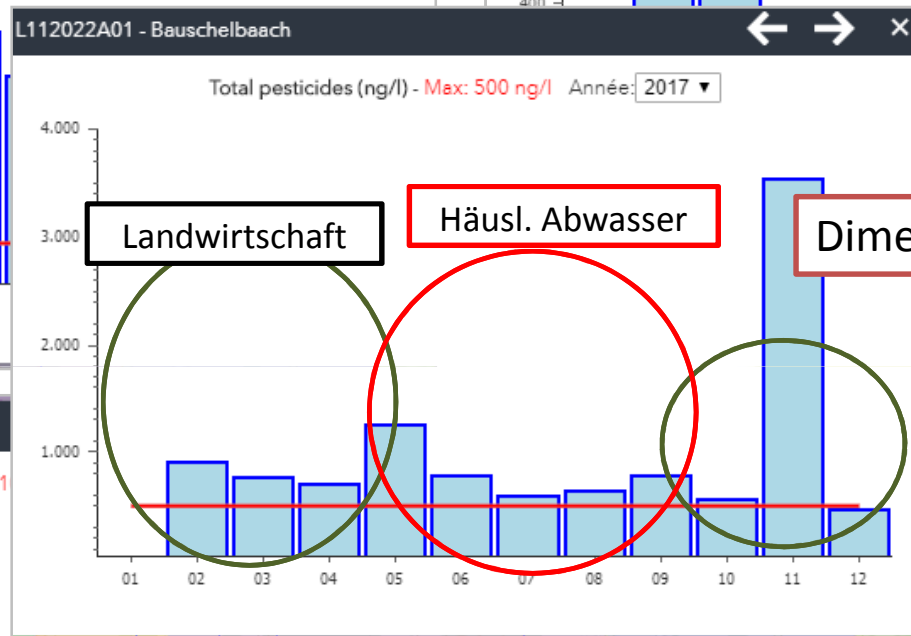 400
L112022A01 - Bauschelbaach
Total pesticides (ng/l) - Max: 500 ng/l Année: 2017
4.000
3.000
2.000
1.000
Landwirtschaft
Häusl. Abwasser
Dime
01 02 03 04 05 06 07 08 09 10 11 12